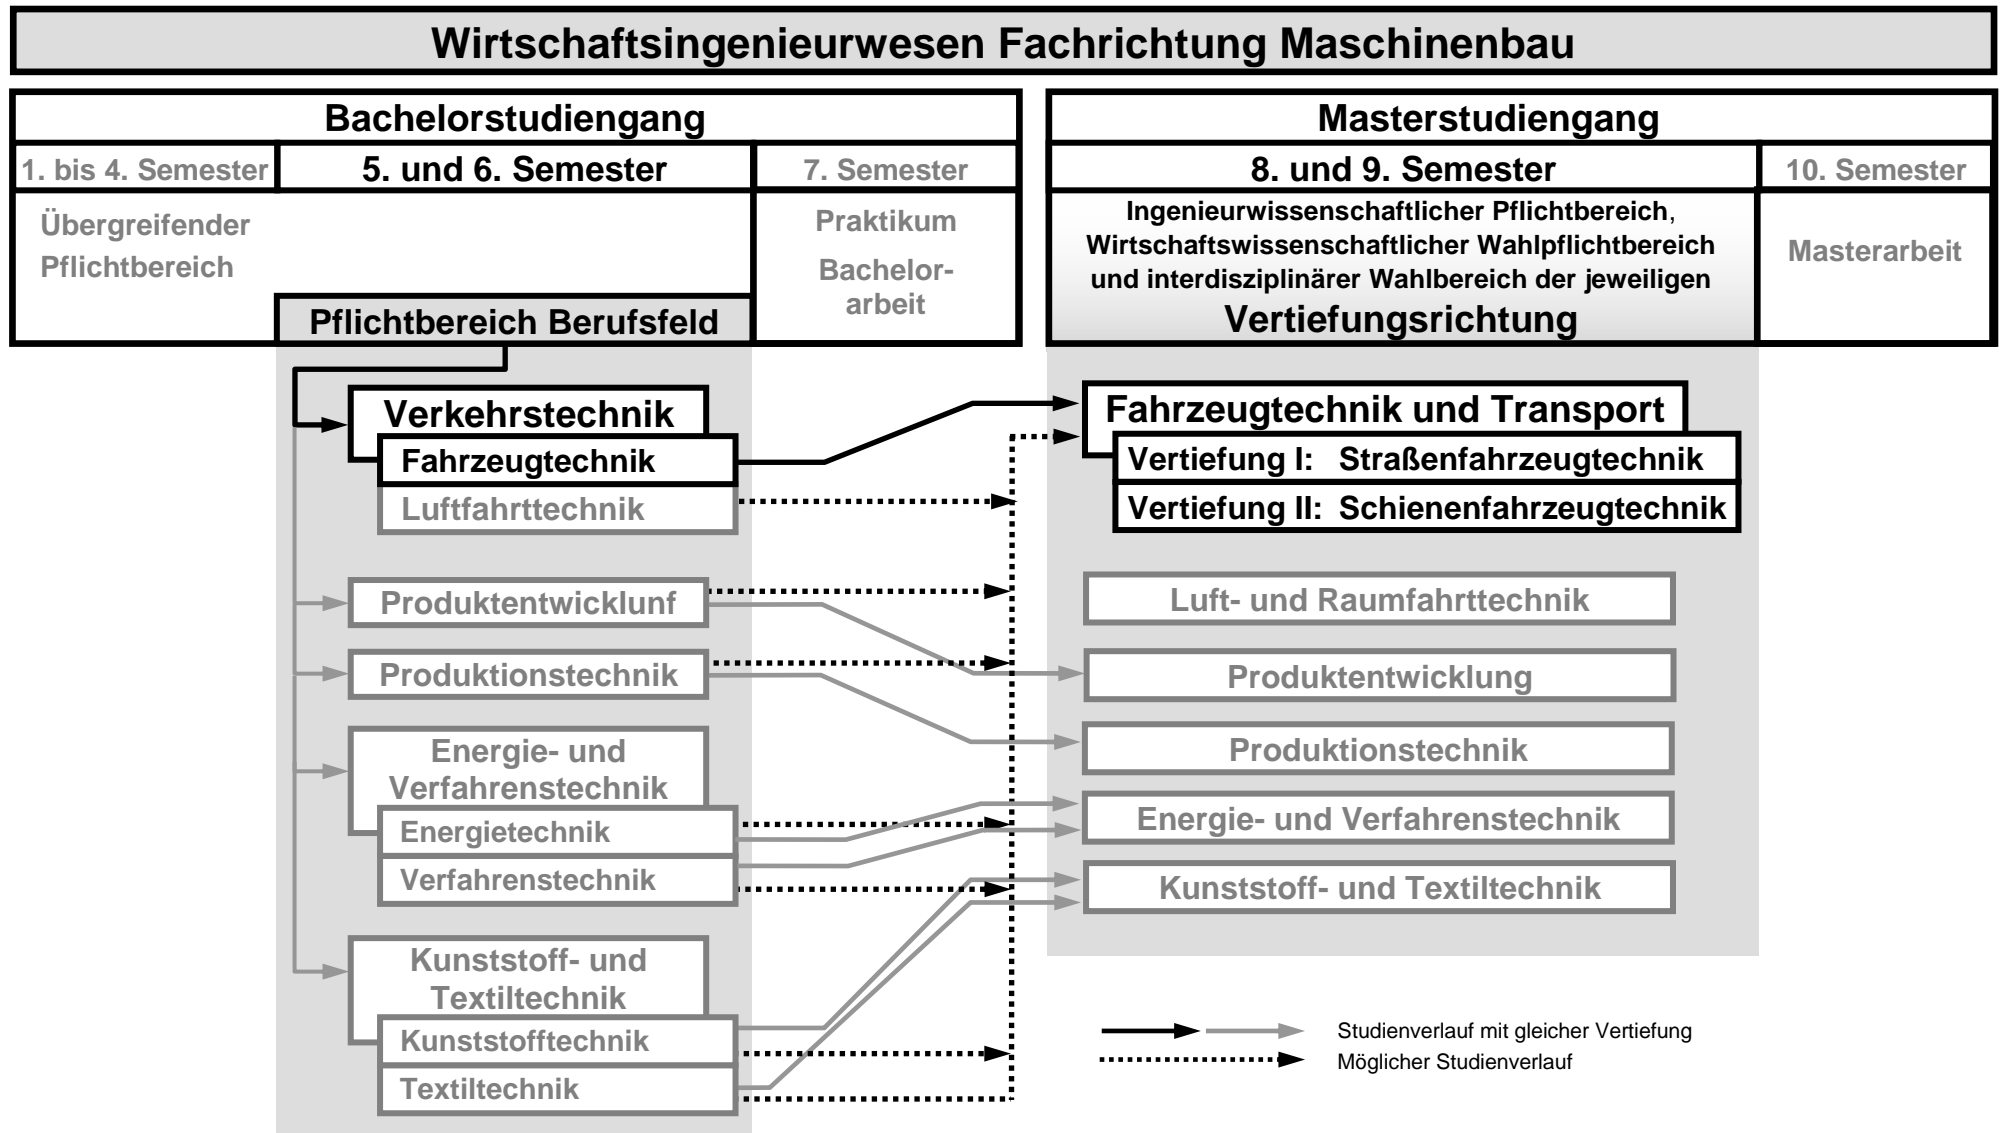 Wirtschaftsingenieurwesen Fachrichtung Maschinenbau
Bachelorstudiengang
1. bis 4. Semester
5. und 6. Semester
7. Semester
Übergreifender
Pflichtbereich
Praktikum
Bachelor-
arbeit
Pflichtbereich Berufsfeld
Masterstudiengang
8. und 9. Semester
10. Semester
Ingenieurwissenschaftlicher Pflichtbereich,
Wirtschaftswissenschaftlicher Wahlpflichtbereich
und interdisziplinärer Wahlbereich der jeweiligen
Vertiefungsrichtung
Masterarbeit
Verkehrstechnik
Fahrzeugtechnik
Luftfahrttechnik
Produktentwicklunf
Produktionstechnik
Energie- und
Verfahrenstechnik
Energietechnik
Verfahrenstechnik
Kunststoff- und
Textiltechnik
Kunststofftechnik
Textiltechnik
Fahrzeugtechnik und Transport
Vertiefung I: Straßenfahrzeugtechnik
Vertiefung II: Schienenfahrzeugtechnik
Luft- und Raumfahrttechnik
Produktentwicklung
Produktionstechnik
Energie- und Verfahrenstechnik
Kunststoff- und Textiltechnik
Studienverlauf mit gleicher Vertiefung
Möglicher Studienverlauf